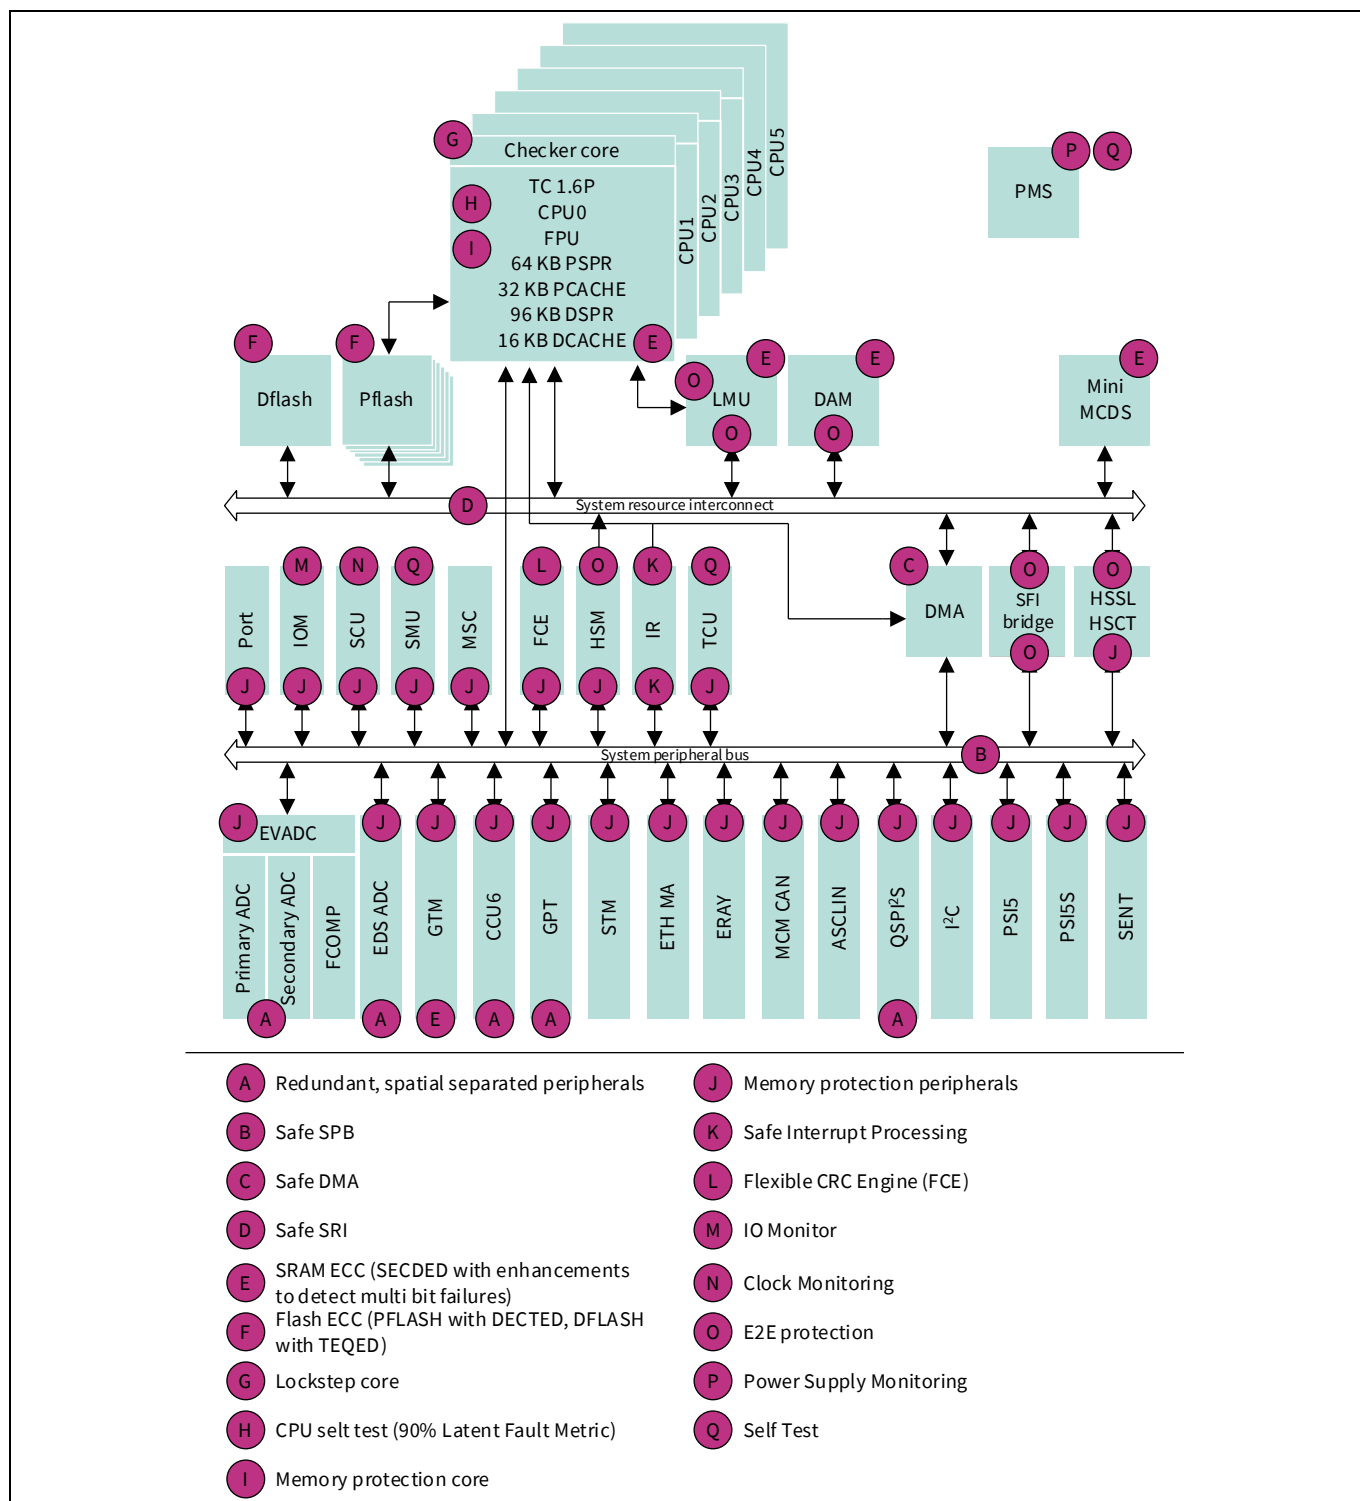 CPU5
CPU4
CPU3
CPU2
CPU1
G
Checker core
P
Q
PMS
TC 1.6P
H
CPU0
FPU
I
64 KB PSPR
32 KB PCACHE
96 KB DSPR
16 KB DCACHE
E
F
Dflash
F
Pflash
O
E
LMU
O
E
DAM
O
E
Mini
MCDS
D
System resource interconnect
Port
J
M
IOM
J
N
SCU
J
Q
SMU
J
MSC
J
L
FCE
J
O
HSM
J
K
IR
K
Q
TCU
J
C
DMA
O
SFI
bridge
O
O
HSSL
HSCT
J
System peripheral bus
B
J
EVADC
Primary ADC
Secondary ADC
FCOMP
A
J
EDS ADC
A
J
GTM
E
J
CCU6
A
J
GPT
A
J
STM
J
ETH MA
J
ERAY
J
MCM CAN
J
ASCLIN
J
QSPI²S
A
J
I²C
J
PSI5
J
PSI5S
J
SENT
A Redundant, spatial separated peripherals
B Safe SPB
C Safe DMA
D Safe SRI
E SRAM ECC (SECDED with enhancements
to detect multi bit failures)
F Flash ECC (PFLASH with DECTED, DFLASH
with TEQED)
G Lockstep core
H CPU selt test (90% Latent Fault Metric)
I Memory protection core
J Memory protection peripherals
K Safe Interrupt Processing
L Flexible CRC Engine (FCE)
M IO Monitor
N Clock Monitoring
O E2E protection
P Power Supply Monitoring
Q Self Test